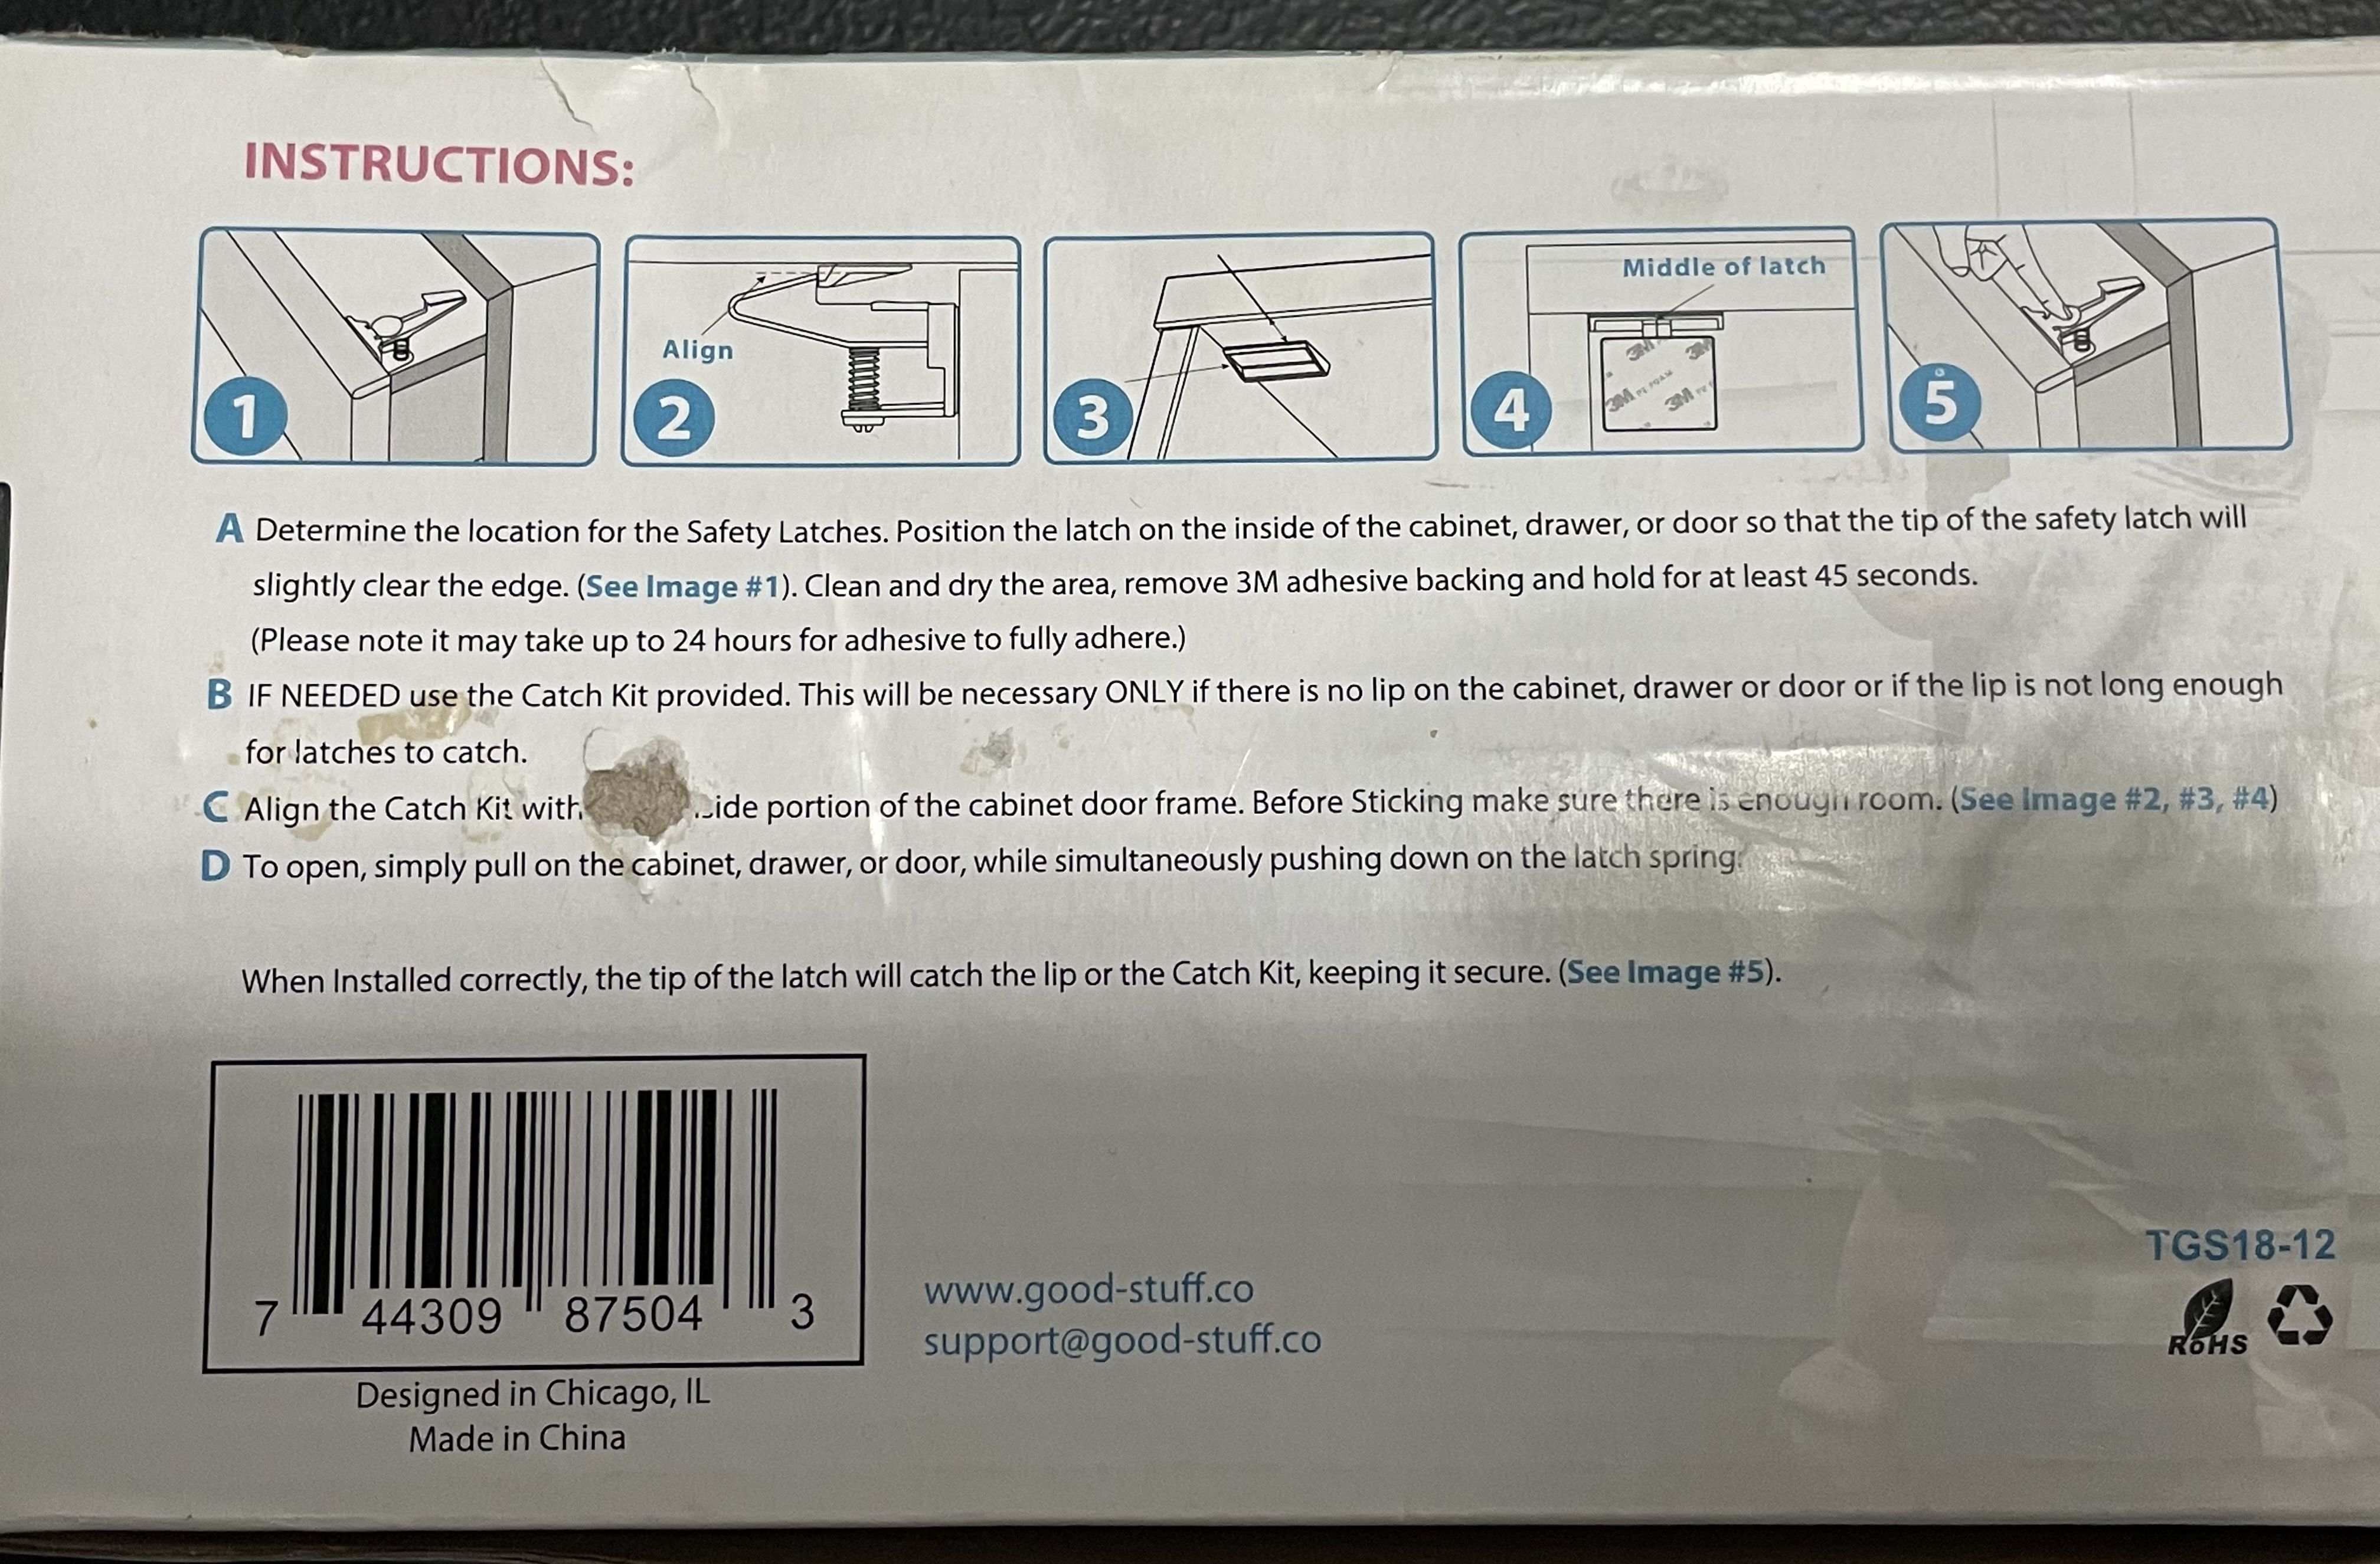 INSTRUCTIONS:
Align
Middle of latch
3M 3M
3M 3M
1
2
3
4
5
A Determine the location for the Safety Latches. Position the latch on the inside of the cabinet, drawer, or door so that the tip of the safety latch will
slightly clear the edge. (See Image #1). Clean and dry the area, remove 3M adhesive backing and hold for at least 45 seconds.
(Please note it may take up to 24 hours for adhesive to fully adhere.)
B IF NEEDED use the Catch Kit provided. This will be necessary ONLY if there is no lip on the cabinet, drawer or door or if the lip is not long enough
for latches to catch.
C Align the Catch Kit with portion of the cabinet door frame. Before Sticking make sure there is enough room. (See Image #2, #3, #4)
D To open, simply pull on the cabinet, drawer, or door, while simultaneously pushing down on the latch spring.
When Installed correctly, the tip of the latch will catch the lip or the Catch Kit, keeping it secure. (See Image #5).
7 44309 87504 3
Designed in Chicago, IL
Made in China
www.good-stuff.co
support@good-stuff.co
TGS18-12
RoHS